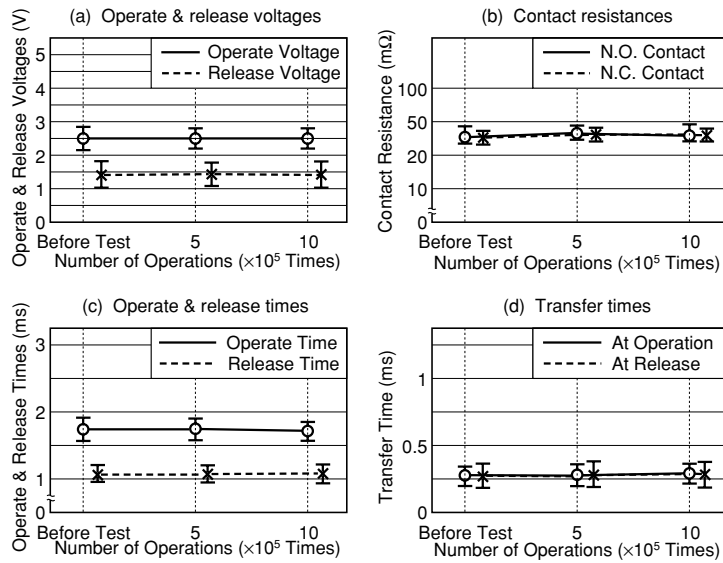 (a) Operate & release voltages
Operate & Release Voltages (V)
5
4
3
2
1
0
Operate Voltage
Release Voltage
Before Test
5
10
Number of Operations (×10⁵ Times)
(b) Contact resistances
Contact Resistance (mΩ)
100
50
20
10
0
N.O. Contact
N.C. Contact
Before Test
5
10
Number of Operations (×10⁵ Times)
(c) Operate & release times
Operate & Release Times (ms)
3
2
1
0
Operate Time
Release Time
Before Test
5
10
Number of Operations (×10⁵ Times)
(d) Transfer times
Transfer Time (ms)
1
0.5
0
At Operation
At Release
Before Test
5
10
Number of Operations (×10⁵ Times)